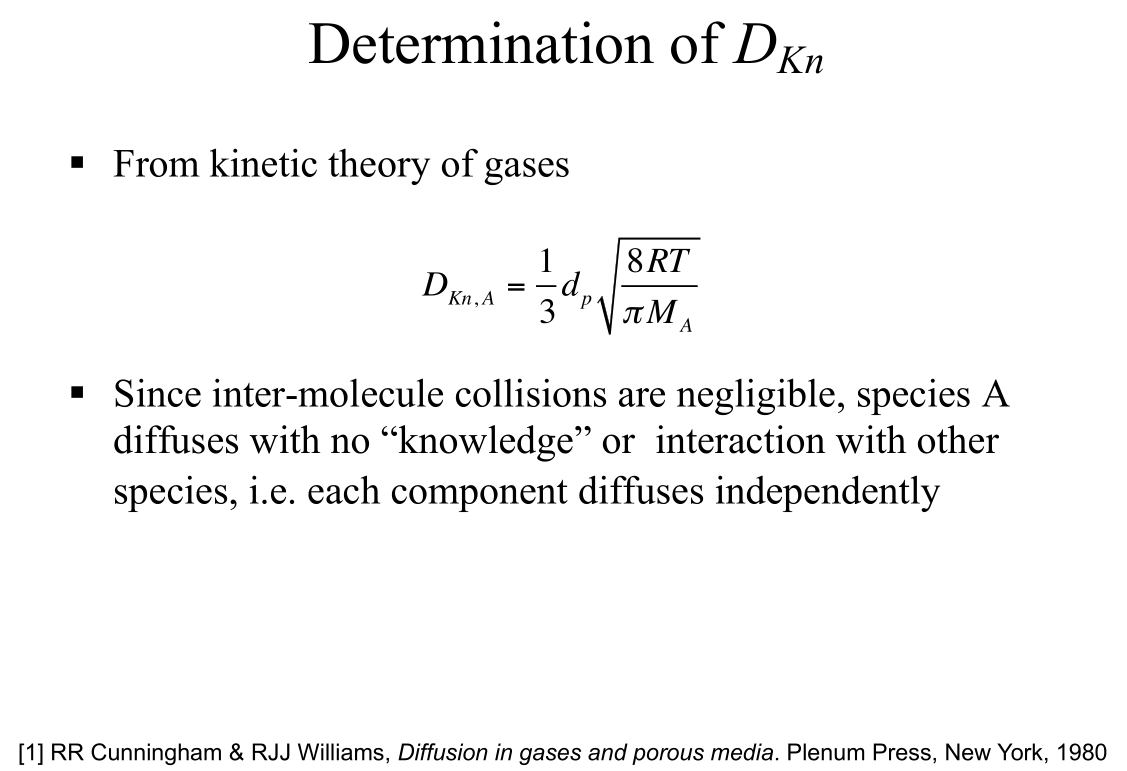 Determination of D_{Kn}
▪ From kinetic theory of gases
D_{Kn,A} = \frac{1}{3} d_p \sqrt{\frac{8RT}{\pi M_A}}
▪ Since inter-molecule collisions are negligible, species A
diffuses with no “knowledge” or  interaction with other
species, i.e. each component diffuses independently
[1] RR Cunningham & RJJ Williams, Diffusion in gases and porous media. Plenum Press, New York, 1980